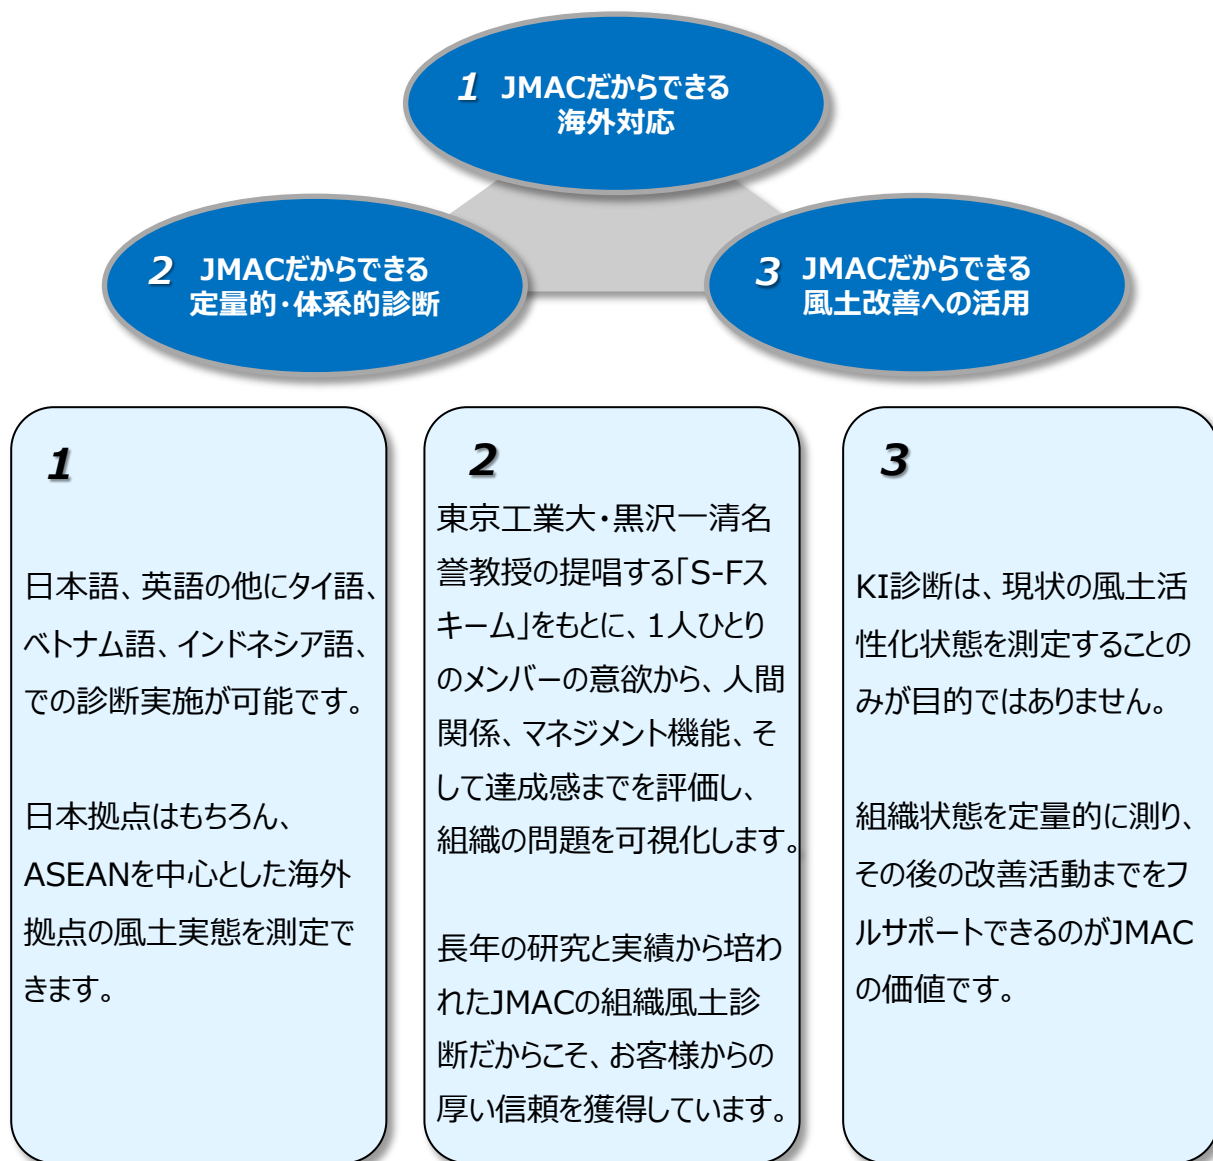 1 JMACだからできる
海外対応
2 JMACだからできる
定量的・体系的診断
3 JMACだからできる
風土改善への活用
1
日本語、英語の他にタイ語、
ベトナム語、インドネシア語、
での診断実施が可能です。
日本拠点はもちろん、
ASEANを中心とした海外
拠点の風土実態を測定で
きます。
2
東京工業大・黒沢一清名
誉教授の提唱する「S-Fス
キーム」をもとに、1人ひとり
のメンバーの意欲から、人間
関係、マネジメント機能、そ
して達成感までを評価し、
組織の問題を可視化します。
長年の研究と実績から培わ
れたJMACの組織風土診
断だからこそ、お客様からの
厚い信頼を獲得しています。
3
KI診断は、現状の風土活
性化状態を測定することの
みが目的ではありません。
組織状態を定量的に測り、
その後の改善活動までをフ
ルサポートできるのがJMAC
の価値です。